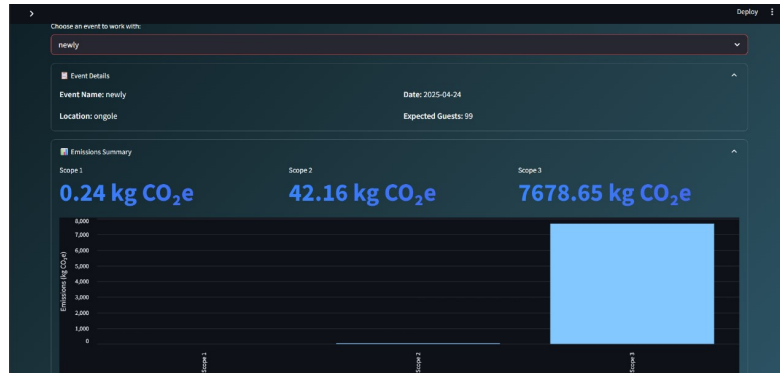 Deploy
Choose an event to work with:
newly
Event Details
Event Name: newly
Date: 2025-04-24
Location: ongole
Expected Guests: 99
Emissions Summary
Scope 1
Scope 2
Scope 3
0.24 kg CO₂e
42.16 kg CO₂e
7678.65 kg CO₂e
8,000
7,000
6,000
5,000
4,000
3,000
2,000
1,000
0
Emissions (kg CO₂e)
Scope 1
Scope 2
Scope 3